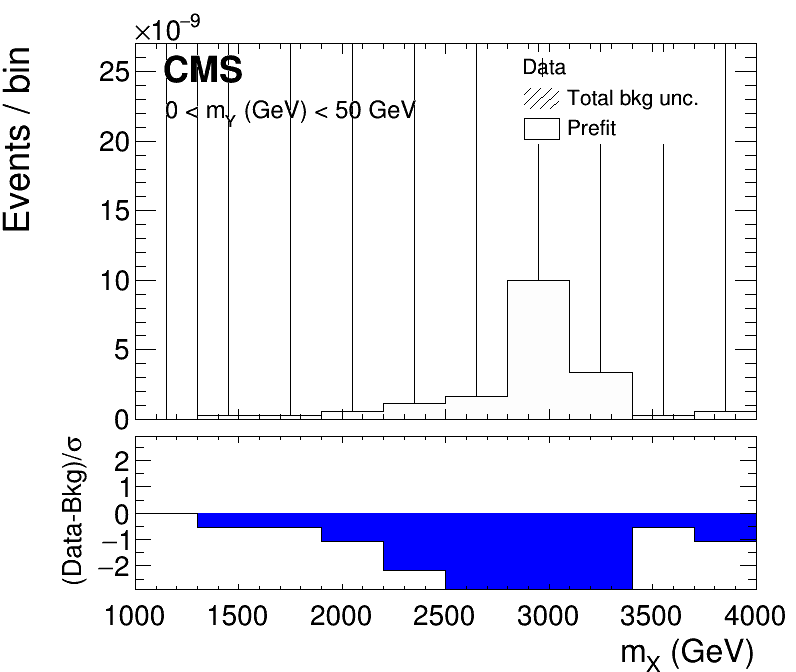 ×10⁻⁹
CMS
0 < m_Y (GeV) < 50 GeV
Data
Total bkg unc.
Prefit
Events / bin
25
20
15
10
5
0
(Data-Bkg)/σ
2
1
0
−1
−2
1000 1500 2000 2500 3000 3500 4000
m_X (GeV)